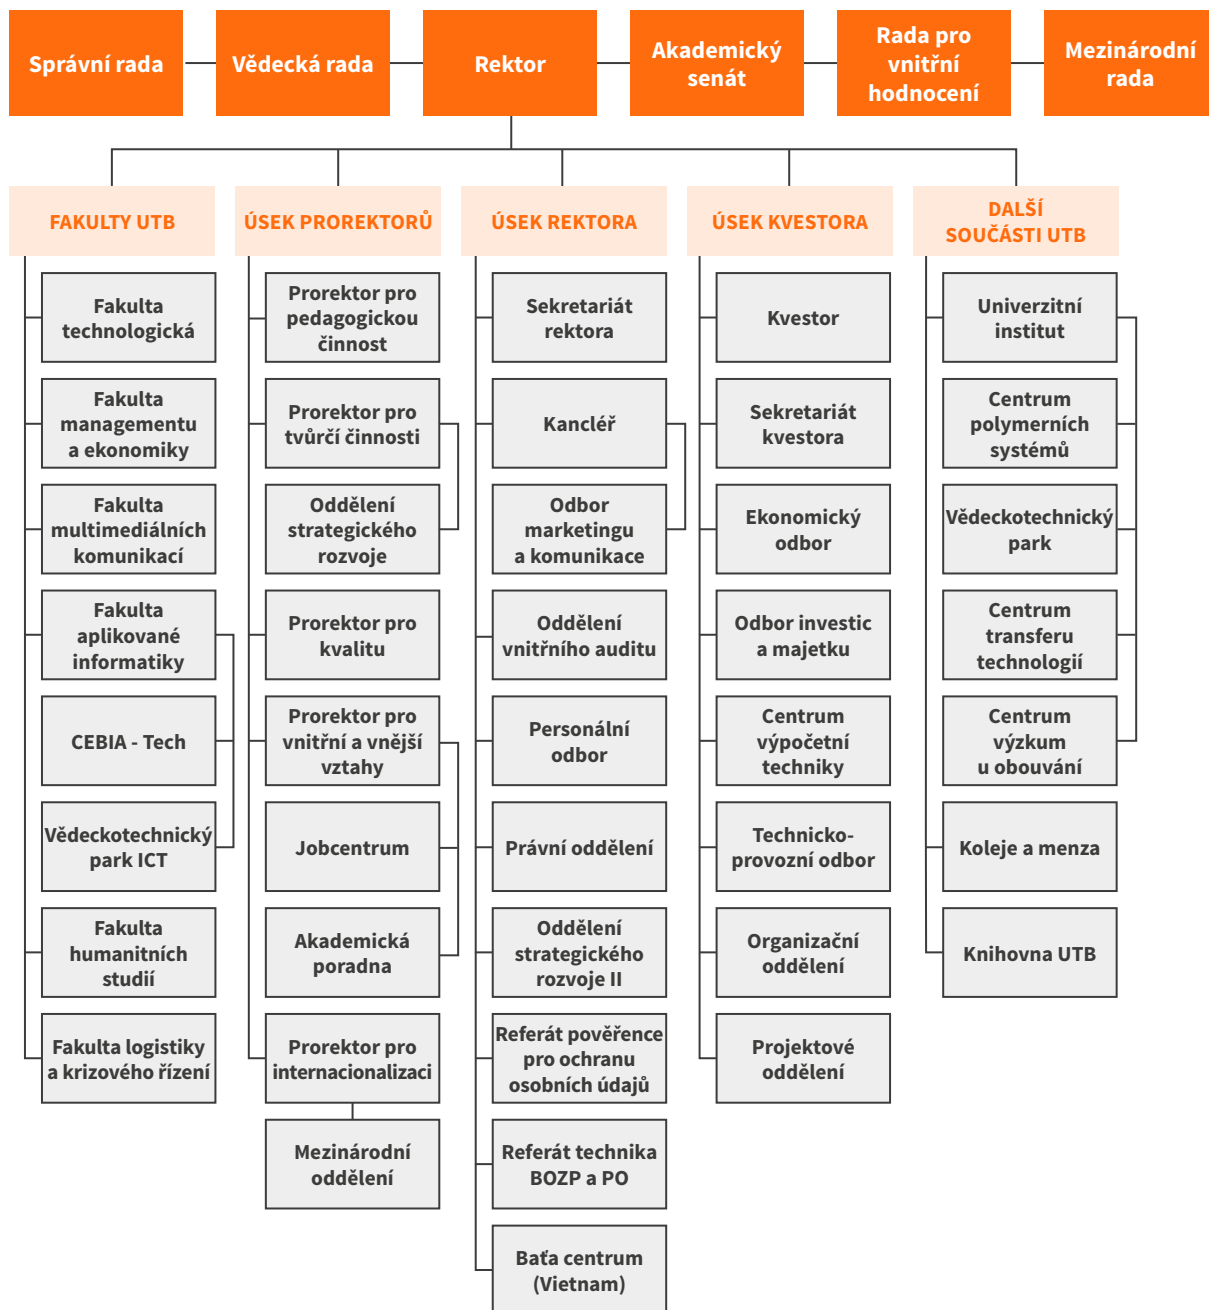 Správní rada
Vědecká rada
Rektor
Akademický
senát
Rada pro
vnitřní
hodnocení
Mezinárodní
rada
FAKULTY UTB
Fakulta
technologická
Fakulta
managementu
a ekonomiky
Fakulta
multimediálních
komunikací
Fakulta
aplikované
informatiky
CEBIA - Tech
Vědeckotechnický
park ICT
Fakulta
humanitních
studií
Fakulta logistiky
a krizového řízení
ÚSEK PROREKTORŮ
Prorektor pro
pedagogickou
činnost
Prorektor pro
tvůrčí činnosti
Oddělení
strategického
rozvoje
Prorektor pro
kvalitu
Prorektor pro
vnitřní a vnější
vztahy
Jobcentrum
Akademická
poradna
Prorektor pro
internacionalizaci
Mezinárodní
oddělení
ÚSEK REKTORA
Sekretariát
rektora
Kancléř
Odbor
marketingu
a komunikace
Oddělení
vnitřního auditu
Personální
odbor
Právní oddělení
Oddělení
strategického
rozvoje II
Referát pověřence
pro ochranu
osobních údajů
Referát technika
BOZP a PO
Baťa centrum
(Vietnam)
ÚSEK KVESTORA
Kvestor
Sekretariát
kvestora
Ekonomický
odbor
Odbor investic
a majetku
Centrum
výpočetní
techniky
Technicko-
provozní odbor
Organizační
oddělení
Projektové
oddělení
DALŠÍ
SOUČÁSTI UTB
Univerzitní
institut
Centrum
polymerních
systémů
Vědeckotechnický
park
Centrum
transferu
technologií
Centrum
výzkum
u obouvání
Koleje a menza
Knihovna UTB